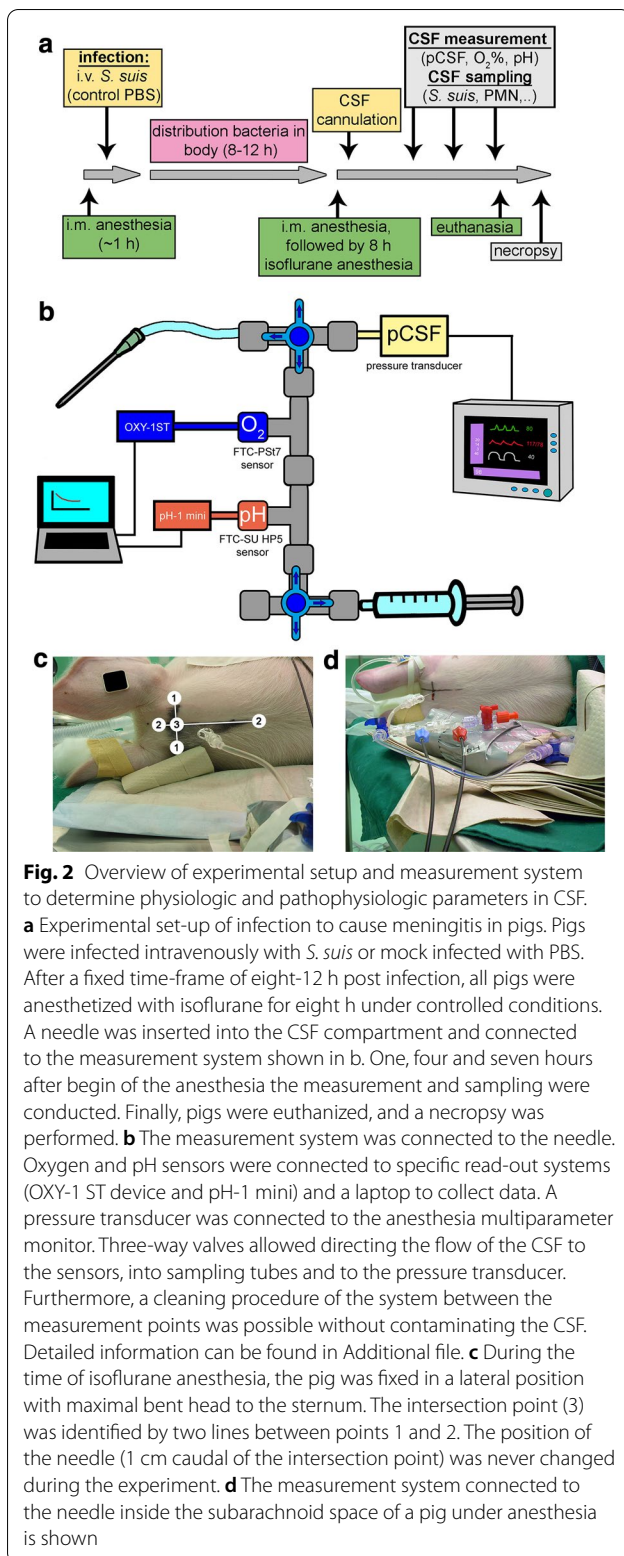 a
infection:
i.v. S. suis
(control PBS)
CSF measurement
(pCSF, O2%, pH)
CSF sampling
(S. suis, PMN,..)
CSF
cannulation
distribution bacteria in
body (8-12 h)
i.m. anesthesia
(~1 h)
i.m. anesthesia,
followed by 8 h
isoflurane anesthesia
euthanasia
necropsy
b
pCSF
pressure transducer
OXY-1ST
O2
FTC-PSt7
sensor
pH-1 mini
pH
FTC-SU HP5
sensor
80
117/78
40
c
1
2
3
2
1
d
Fig. 2 Overview of experimental setup and measurement system
to determine physiologic and pathophysiologic parameters in CSF.
a Experimental set-up of infection to cause meningitis in pigs. Pigs
were infected intravenously with S. suis or mock infected with PBS.
After a fixed time-frame of eight-12 h post infection, all pigs were
anesthetized with isoflurane for eight h under controlled conditions.
A needle was inserted into the CSF compartment and connected
to the measurement system shown in b. One, four and seven hours
after begin of the anesthesia the measurement and sampling were
conducted. Finally, pigs were euthanized, and a necropsy was
performed. b The measurement system was connected to the needle.
Oxygen and pH sensors were connected to specific read-out systems
(OXY-1 ST device and pH-1 mini) and a laptop to collect data. A
pressure transducer was connected to the anesthesia multiparameter
monitor. Three-way valves allowed directing the flow of the CSF to
the sensors, into sampling tubes and to the pressure transducer.
Furthermore, a cleaning procedure of the system between the
measurement points was possible without contaminating the CSF.
Detailed information can be found in Additional file. c During the
time of isoflurane anesthesia, the pig was fixed in a lateral position
with maximal bent head to the sternum. The intersection point (3)
was identified by two lines between points 1 and 2. The position of
the needle (1 cm caudal of the intersection point) was never changed
during the experiment. d The measurement system connected to
the needle inside the subarachnoid space of a pig under anesthesia
is shown